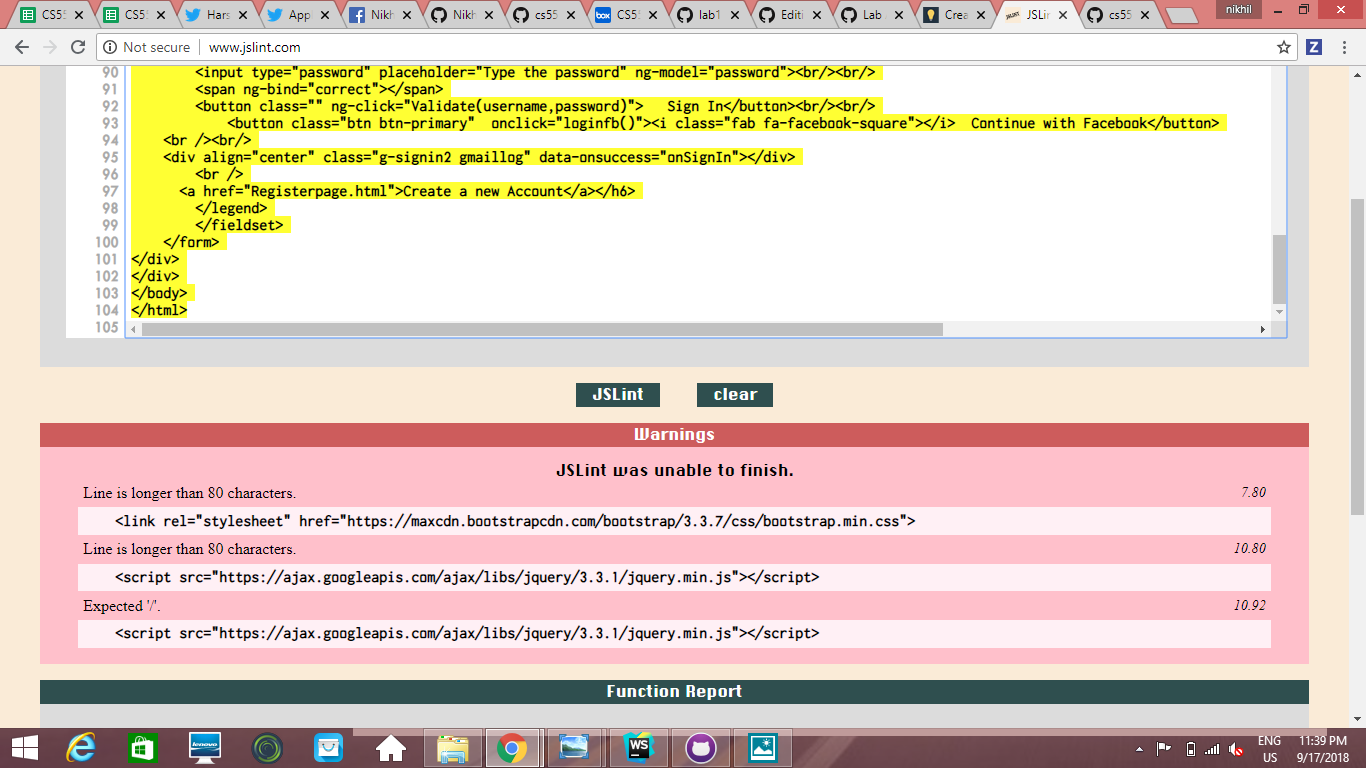 CS55
CS55
Hars
App
Nikh
Nikh
cs55
CS55
lab1
Editi
Lab
Crea
JSLin
cs55
nikhil
Not secure
www.jslint.com
90 <input type="password" placeholder="Type the password" ng-model="password"><br/><br/>
91 <span ng-bind="correct"></span>
92 <button class="" ng-click="Validate(username,password)">   Sign In</button><br/><br/>
93 <button class="btn btn-primary"  onclick="loginfb()"><i class="fab fa-facebook-square"></i>  Continue with Facebook</button>
94 <br /><br/>
95 <div align="center" class="g-signin2 gmaillog" data-onsuccess="onSignIn"></div>
96 <br />
97 <a href="Registerpage.html">Create a new Account</a></h6>
98 </legend>
99 </fieldset>
100 </form>
101 </div>
102 </div>
103 </body>
104 </html>
105
JSLint clear
Warnings
JSLint was unable to finish.
Line is longer than 80 characters. 7.80
<link rel="stylesheet" href="https://maxcdn.bootstrapcdn.com/bootstrap/3.3.7/css/bootstrap.min.css">
Line is longer than 80 characters. 10.80
<script src="https://ajax.googleapis.com/ajax/libs/jquery/3.3.1/jquery.min.js"></script>
Expected '/'. 10.92
<script src="https://ajax.googleapis.com/ajax/libs/jquery/3.3.1/jquery.min.js"></script>
Function Report
lenovo
WS
ENG
US
11:39 PM
9/17/2018